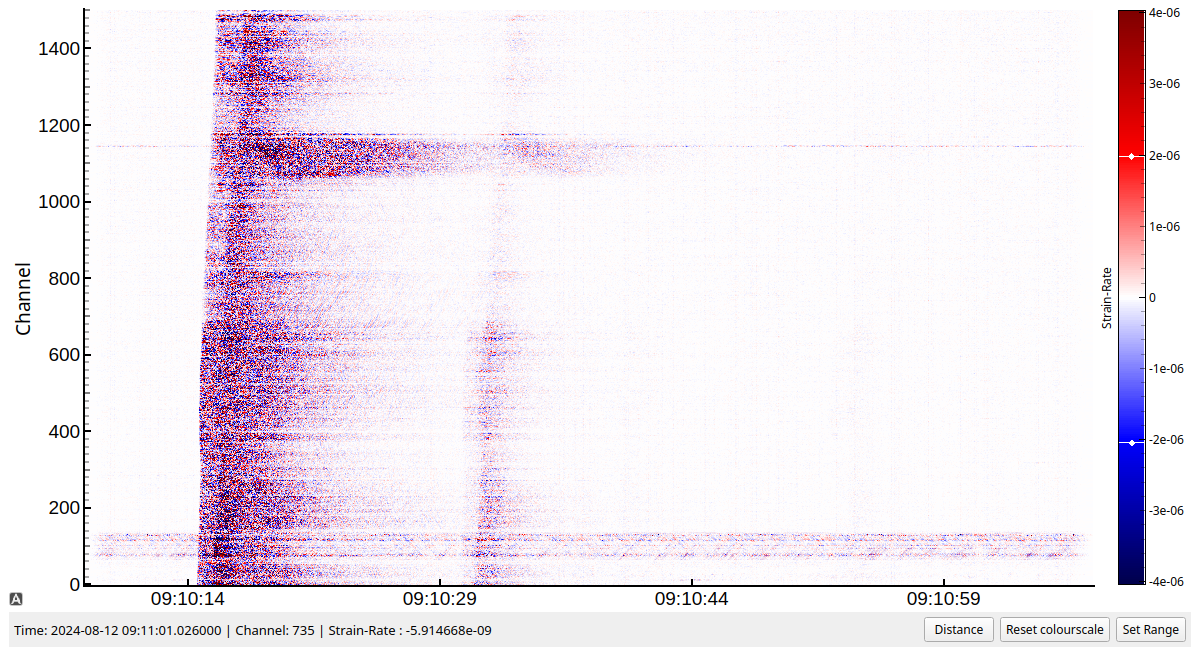 4e-06
1400
3e-06
1200
2e-06
1000
1e-06
Channel
800
Strain-Rate
0
600
-1e-06
400
-2e-06
200
-3e-06
0
-4e-06
A
09:10:14
09:10:29
09:10:44
09:10:59
Time: 2024-08-12 09:11:01.026000 | Channel: 735 | Strain-Rate : -5.914668e-09
Distance
Reset colourscale
Set Range